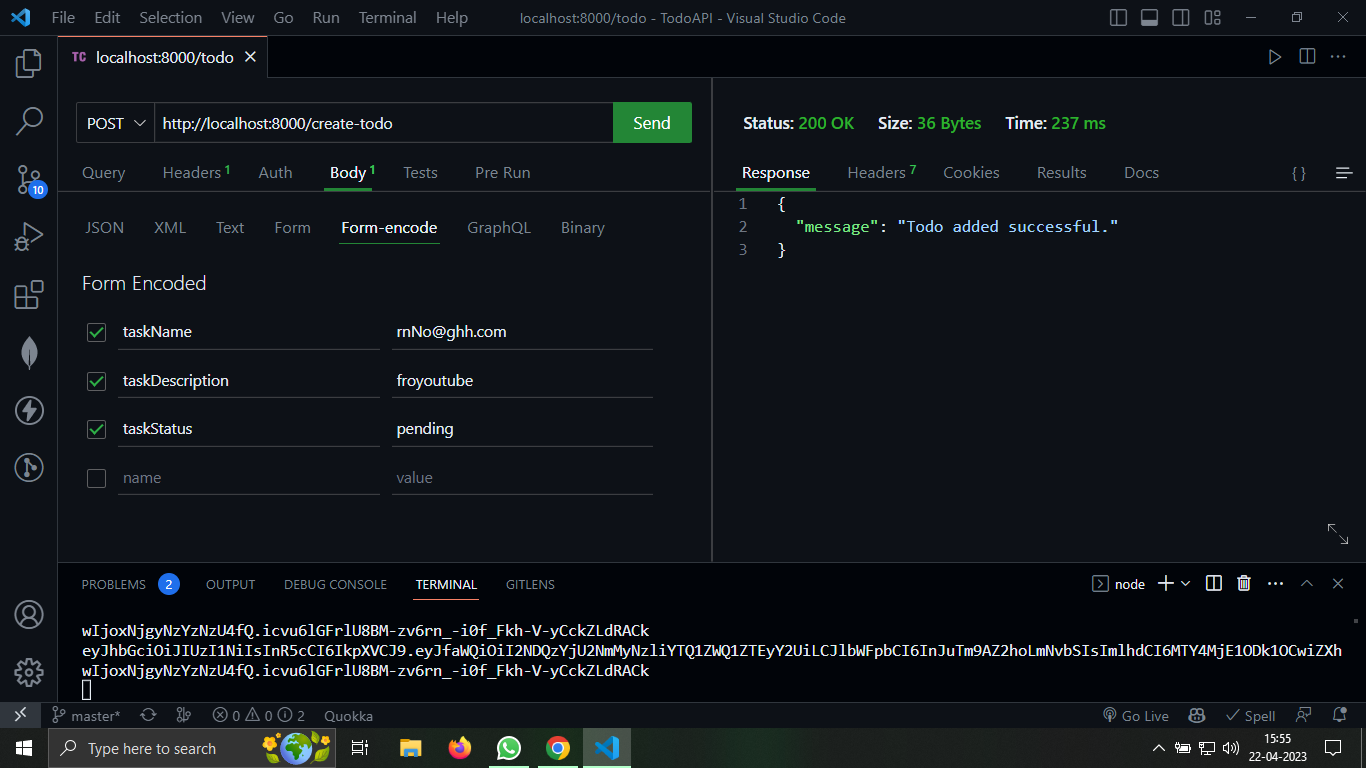 File Edit Selection View Go Run Terminal Help localhost:8000/todo - TodoAPI - Visual Studio Code
TC localhost:8000/todo
POST http://localhost:8000/create-todo Send
Status: 200 OK Size: 36 Bytes Time: 237 ms
Query Headers 1 Auth Body 1 Tests Pre Run
Response Headers 7 Cookies Results Docs { }
JSON XML Text Form Form-encode GraphQL Binary
1 {
2 "message": "Todo added successful."
3 }
10
Form Encoded
taskName rnNo@ghh.com
taskDescription froyoutube
taskStatus pending
name value
PROBLEMS 2 OUTPUT DEBUG CONSOLE TERMINAL GITLENS node
wIjoxNjgyNzYzNzU4fQ.icvu6lGFrlU8BM-zv6rn_-i0f_Fkh-V-yCckZLdRACk
eyJhbGciOiJIUzI1NiIsInR5cCI6IkpXVCJ9.eyJfaWQiOiI2NDQzYjU2NmMyNzliYTQ1ZWQ1ZTEyY2UiLCJlbWFpbCI6InJuTm9AZ2hoLmNvbSIsImlhdCI6MTY4MjE1ODk1OCwiZXh
wIjoxNjgyNzYzNzU4fQ.icvu6lGFrlU8BM-zv6rn_-i0f_Fkh-V-yCckZLdRACk
master* 0 0 2 Quokka Go Live Spell
Type here to search
15:55
22-04-2023